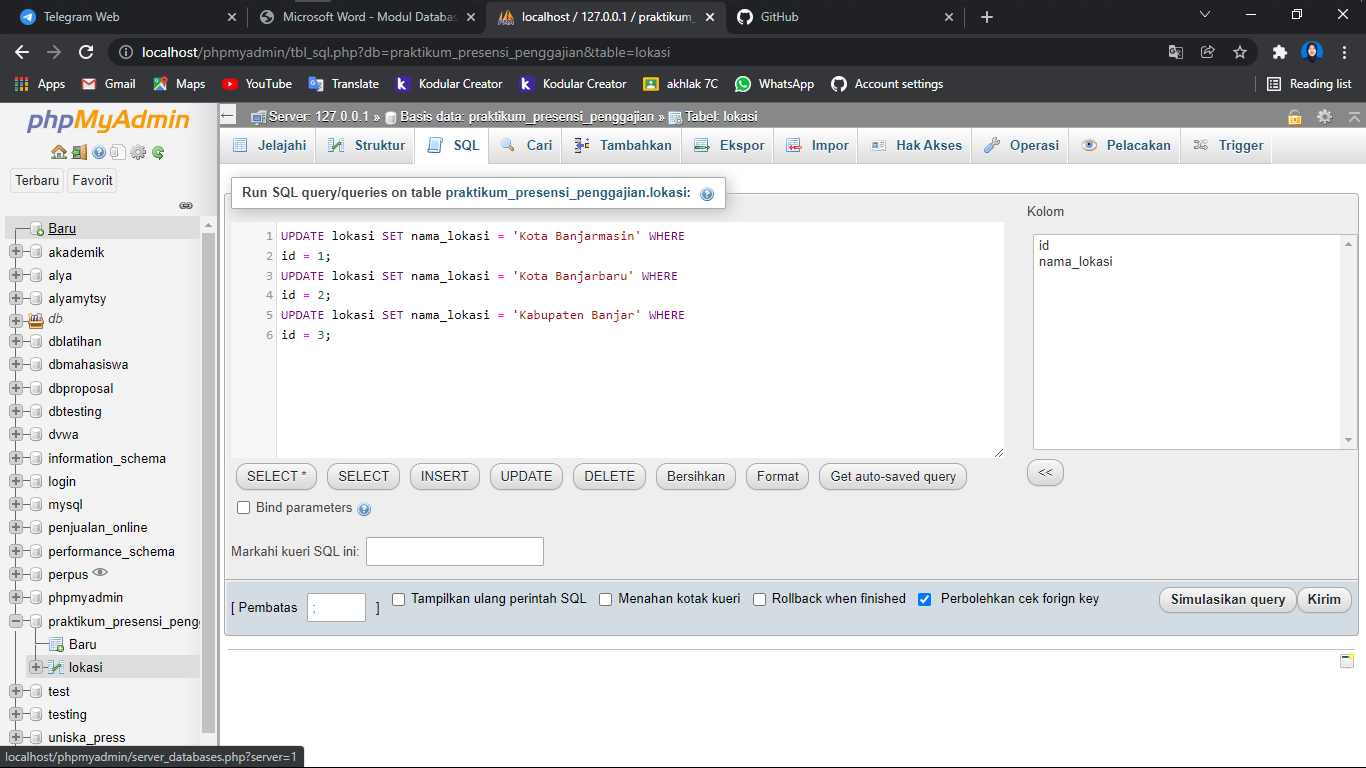 Telegram Web
Microsoft Word - Modul Databas
localhost / 127.0.0.1 / praktikum_
GitHub
localhost/phpmyadmin/tbl_sql.php?db=praktikum_presensi_penggajian&table=lokasi
Apps
Gmail
Maps
YouTube
Translate
Kodular Creator
Kodular Creator
akhlak 7C
WhatsApp
Account settings
Reading list
phpMyAdmin
Terbaru
Favorit
Baru
akademik
alya
alyamytsy
db
dblatihan
dbmahasiswa
dbproposal
dbtesting
dvwa
information_schema
login
mysql
penjualan_online
performance_schema
perpus
phpmyadmin
praktikum_presensi_peng
Baru
lokasi
test
testing
uniska_press
localhost/phpmyadmin/server_databases.php?server=1
Server: 127.0.0.1 » Basis data: praktikum_presensi_penggajian » Tabel: lokasi
Jelajahi
Struktur
SQL
Cari
Tambahkan
Ekspor
Impor
Hak Akses
Operasi
Pelacakan
Trigger
Run SQL query/queries on table praktikum_presensi_penggajian.lokasi:
1 UPDATE lokasi SET nama_lokasi = 'Kota Banjarmasin' WHERE
2 id = 1;
3 UPDATE lokasi SET nama_lokasi = 'Kota Banjarbaru' WHERE
4 id = 2;
5 UPDATE lokasi SET nama_lokasi = 'Kabupaten Banjar' WHERE
6 id = 3;
Kolom
id
nama_lokasi
<<
SELECT *
SELECT
INSERT
UPDATE
DELETE
Bersihkan
Format
Get auto-saved query
Bind parameters
Markahi kueri SQL ini:
[ Pembatas ; ]
Tampilkan ulang perintah SQL
Menahan kotak kueri
Rollback when finished
Perbolehkan cek forign key
Simulasikan query
Kirim